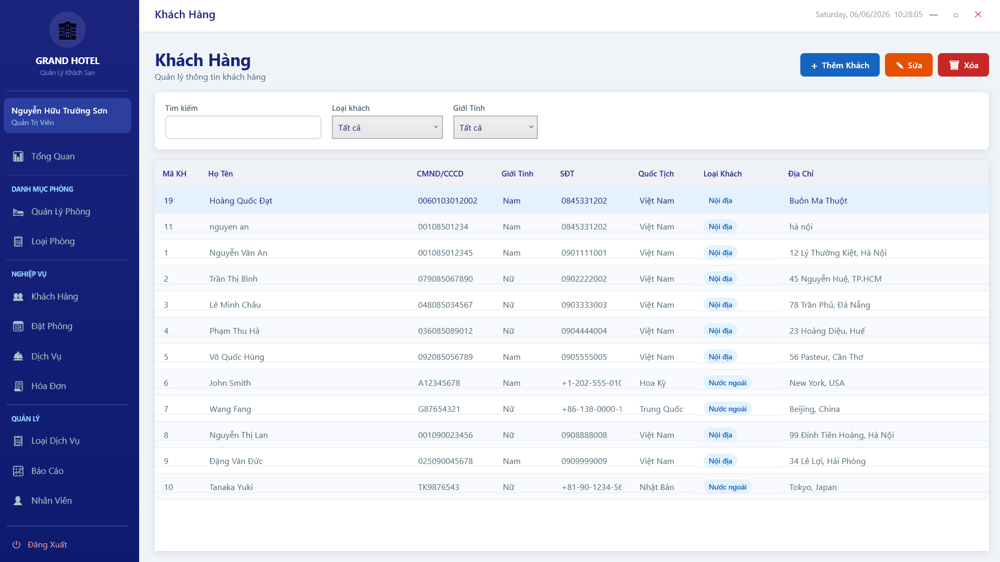 GRAND HOTEL
Quản Lý Khách Sạn
Nguyễn Hữu Trường Sơn
Quản Trị Viên
Tổng Quan
DANH MỤC PHÒNG
Quản Lý Phòng
Loại Phòng
NGHIỆP VỤ
Khách Hàng
Đặt Phòng
Dịch Vụ
Hóa Đơn
QUẢN LÝ
Loại Dịch Vụ
Báo Cáo
Nhân Viên
Đăng Xuất
Khách Hàng
Saturday, 06/06/2026 10:28:05
Khách Hàng
Quản lý thông tin khách hàng
+ Thêm Khách
Sửa
Xóa
Tìm kiếm Loại khách Giới Tính
Tất cả Tất cả
Mã KH Họ Tên CMND/CCCD Giới Tính SĐT Quốc Tịch Loại Khách Địa Chỉ
19 Hoàng Quốc Đạt 0060103012002 Nam 0845331202 Việt Nam Nội địa Buôn Ma Thuột
11 nguyen an 00108501234 Nam 0845331202 Việt Nam Nội địa hà nội
1 Nguyễn Văn An 001085012345 Nam 0901111001 Việt Nam Nội địa 12 Lý Thường Kiệt, Hà Nội
2 Trần Thị Bình 079085067890 Nữ 0902222002 Việt Nam Nội địa 45 Nguyễn Huệ, TP.HCM
3 Lê Minh Châu 048085034567 Nữ 0903333003 Việt Nam Nội địa 78 Trần Phú, Đà Nẵng
4 Phạm Thu Hà 036085089012 Nữ 0904444004 Việt Nam Nội địa 23 Hoàng Diệu, Huế
5 Võ Quốc Hùng 092085056789 Nam 0905555005 Việt Nam Nội địa 56 Pasteur, Cần Thơ
6 John Smith A12345678 Nam +1-202-555-010 Hoa Kỳ Nước ngoài New York, USA
7 Wang Fang G87654321 Nữ +86-138-0000-1 Trung Quốc Nước ngoài Beijing, China
8 Nguyễn Thị Lan 001090023456 Nữ 0908888008 Việt Nam Nội địa 99 Đinh Tiên Hoàng, Hà Nội
9 Đặng Văn Đức 025090045678 Nam 0909999009 Việt Nam Nội địa 34 Lê Lợi, Hải Phòng
10 Tanaka Yuki TK9876543 Nữ +81-90-1234-56 Nhật Bản Nước ngoài Tokyo, Japan